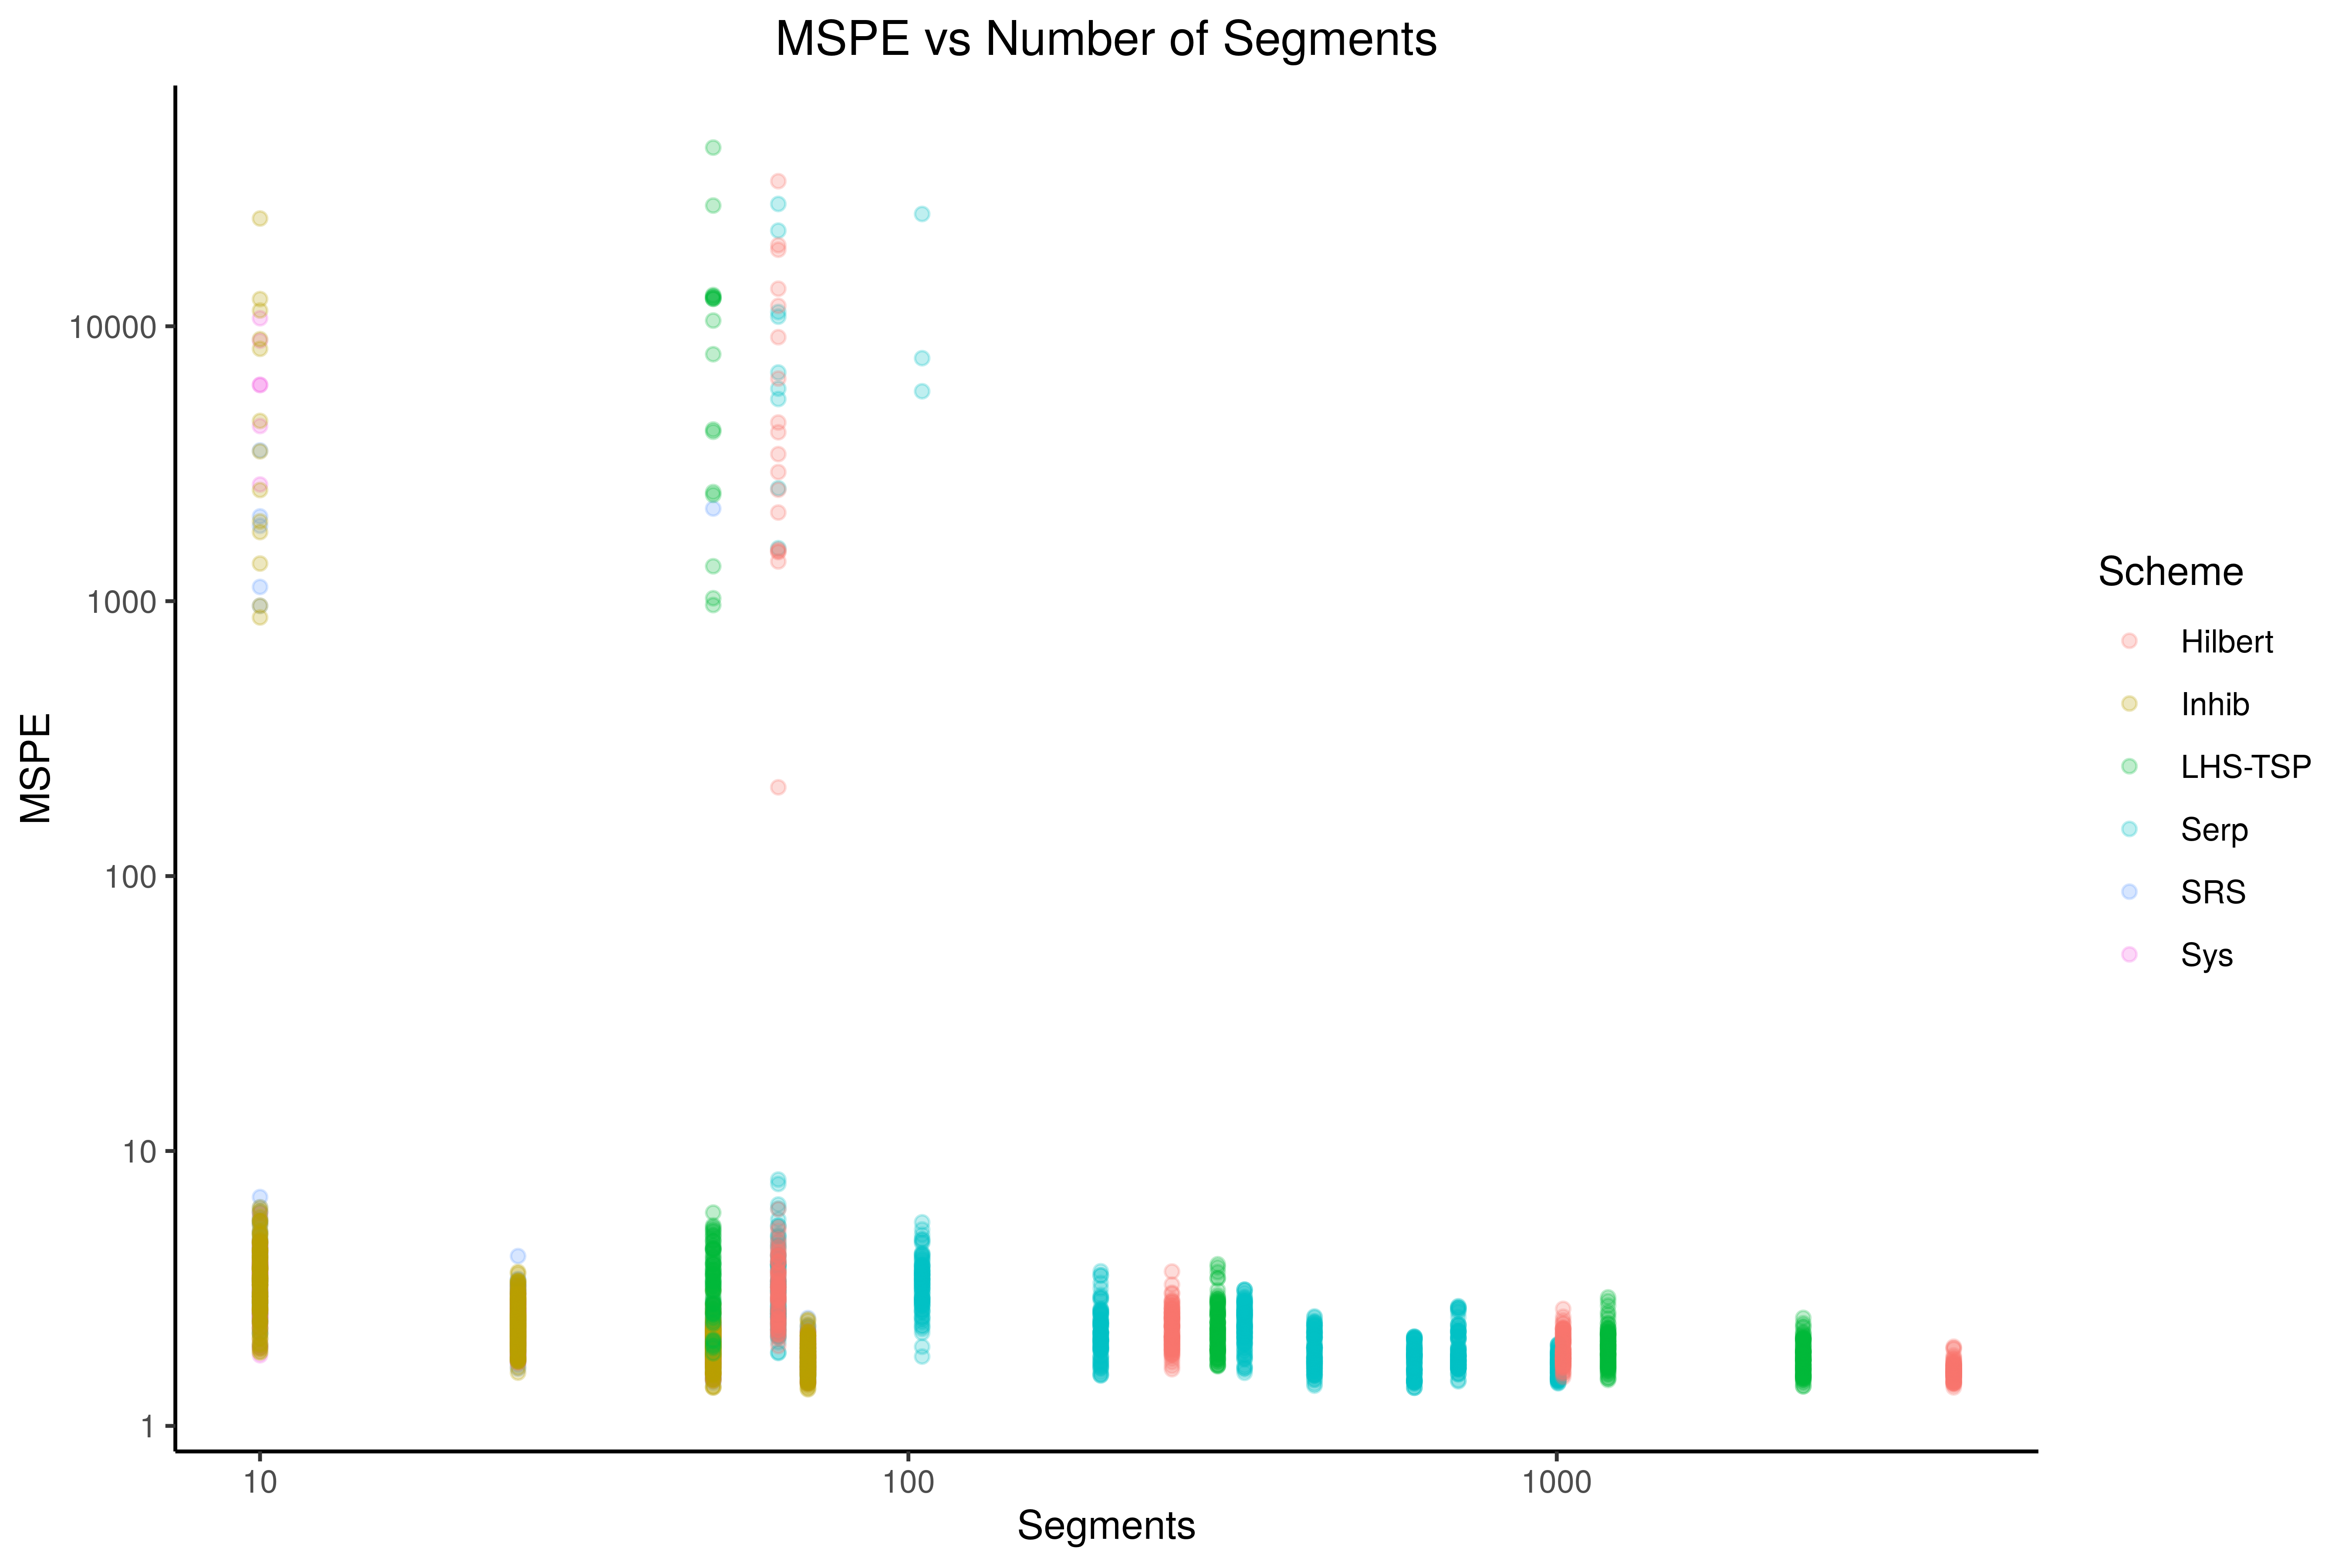 MSPE vs Number of Segments
MSPE
10000
1000
100
10
1
10
100
1000
Segments
Scheme
Hilbert
Inhib
LHS-TSP
Serp
SRS
Sys